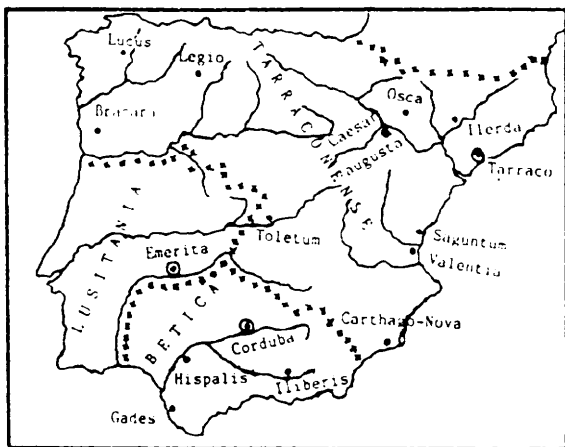 Lucus
Legio
TARRACONENSE
Osca
Ilerda
Bracara
Caesar
augusta
Tarraco
LUSITANIA
Emerita
Toletum
Saguntum
Valentia
BETICA
Carthago-Nova
Corduba
Hispalis
Iliberis
Gades